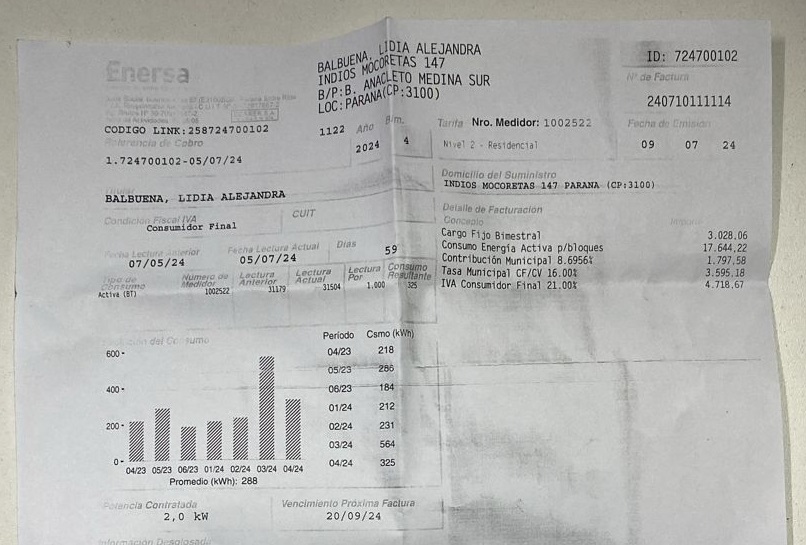 Enersa
BALBUENA, LIDIA ALEJANDRA
INDIOS MOCORETAS 147
B/P:B. ANACLETO MEDINA SUR
LOC:PARANA(CP:3100)
ID: 724700102
Nº de Factura
240710111114
CODIGO LINK:258724700102
1122
Año
Bim.
2024
4
Tarifa
Nro. Medidor: 1002522
Nivel 2 - Residencial
Fecha de Emisión
09 07 24
Referencia de Cobro
1.724700102-05/07/24
Domicilio del Suministro
INDIOS MOCORETAS 147 PARANA (CP:3100)
Titular
BALBUENA, LIDIA ALEJANDRA
Condición Fiscal IVA
Consumidor Final
CUIT
Detalle de Facturación
Concepto Importe
Cargo Fijo Bimestral 3.028,06
Consumo Energía Activa p/bloques 17.644,22
Contribución Municipal 8.6956% 1.797,58
Tasa Municipal CF/CV 16.00% 3.595,18
IVA Consumidor Final 21.00% 4.718,67
Fecha Lectura Anterior Fecha Lectura Actual Días
07/05/24 05/07/24 59
Tipo de Consumo Número de Medidor Lectura Anterior Lectura Actual Lectura Por Consumo Resultante
Activa (BT) 1002522 31179 31504 1.000 325
Período Csmo (kWh)
04/23 218
05/23 286
06/23 184
01/24 212
02/24 231
03/24 564
04/24 325
600
400
200
0
04/23 05/23 06/23 01/24 02/24 03/24 04/24
Promedio (kWh): 288
Potencia Contratada
2,0 kW
Vencimiento Próxima Factura
20/09/24
Información Desglosada